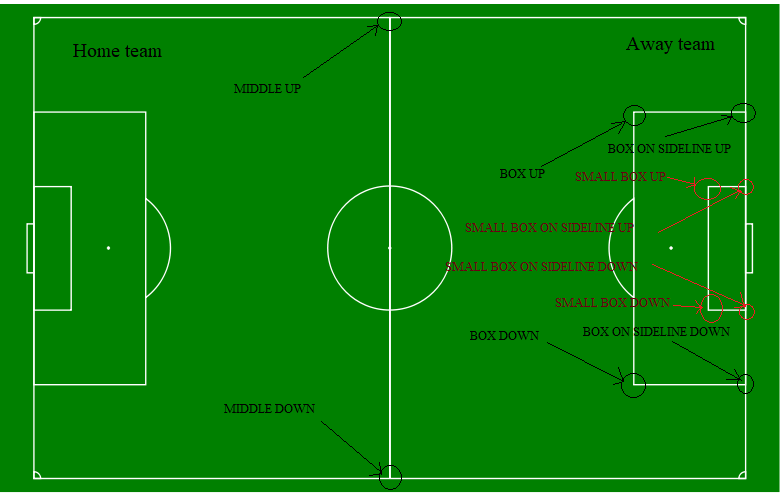 Home team
Away team
MIDDLE UP
BOX ON SIDELINE UP
BOX UP
SMALL BOX UP
SMALL BOX ON SIDELINE UP
SMALL BOX ON SIDELINE DOWN
SMALL BOX DOWN
BOX ON SIDELINE DOWN
BOX DOWN
MIDDLE DOWN